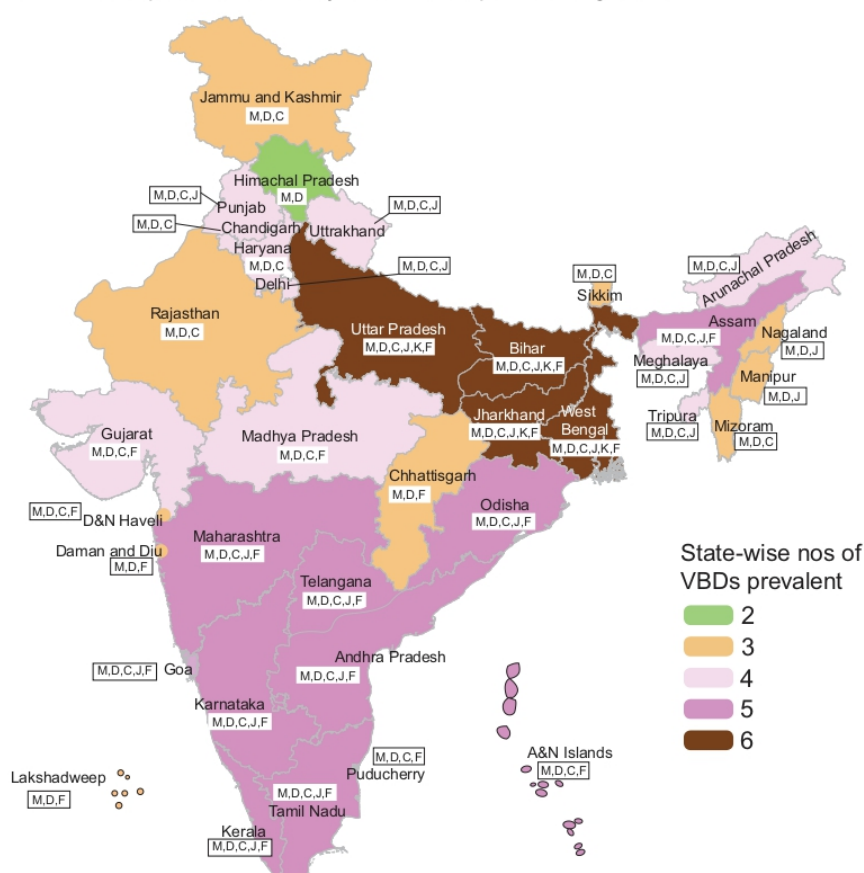 Jammu and Kashmir
M,D,C
Himachal Pradesh
M,D
M,D,C,J
Punjab
M,D,C,J
Uttrakhand
M,D,C
Chandigarh
Haryana
M,D,C
M,D,C,J
Delhi
M,D,C
Sikkim
M,D,C,J
Arunachal Pradesh
Rajasthan
M,D,C
Uttar Pradesh
M,D,C,J,K,F
Bihar
M,D,C,J,K,F
Assam
M,D,C,J,F
Nagaland
M,D,J
Meghalaya
M,D,C,J
Manipur
M,D,J
Tripura
M,D,C,J
Mizoram
M,D,C
Jharkhand
M,D,C,J,K,F
West
Bengal
M,D,C,J,K,F
Gujarat
M,D,C,F
Madhya Pradesh
M,D,C,F
Chhattisgarh
M,D,F
Odisha
M,D,C,J,F
M,D,C,F
D&N Haveli
Daman and Diu
M,D,F
Maharashtra
M,D,C,J,F
Telangana
M,D,C,J,F
State-wise nos of
VBDs prevalent
2
3
4
5
6
Andhra Pradesh
M,D,C,J,F
M,D,C,J,F
Goa
Karnataka
M,D,C,J,F
M,D,C,F
Puducherry
A&N Islands
M,D,C,F
Lakshadweep
M,D,F
M,D,C,J,F
Tamil Nadu
Kerala
M,D,C,J,F